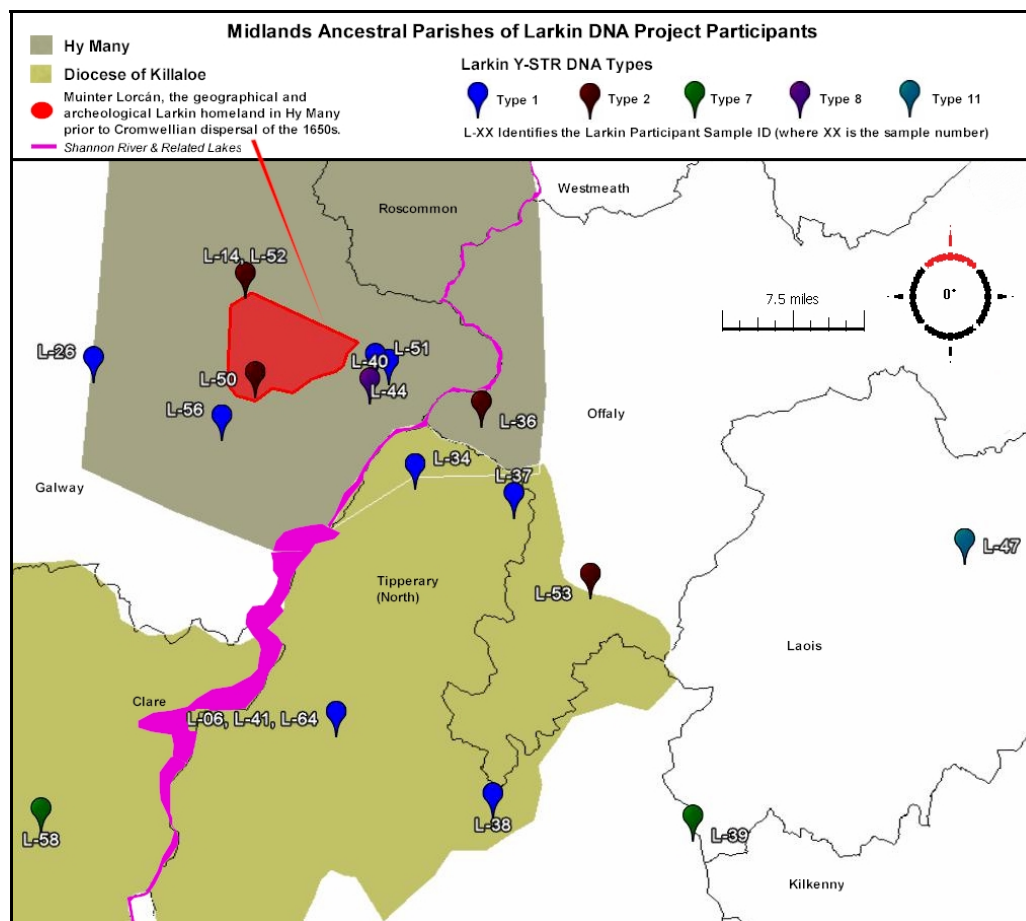 Midlands Ancestral Parishes of Larkin DNA Project Participants
Hy Many
Diocese of Killaloe
Muinter Lorcán, the geographical and
archeological Larkin homeland in Hy Many
prior to Cromwellian dispersal of the 1650s.
Shannon River & Related Lakes
Larkin Y-STR DNA Types
Type 1 Type 2 Type 7 Type 8 Type 11
L-XX Identifies the Larkin Participant Sample ID (where XX is the sample number)
Westmeath
Roscommon
L-14, L-52
7.5 miles
0°
L-26
L-51
L-40
L-50
L-44
L-56
L-36
Offaly
L-34
L-37
Galway
L-47
Tipperary
(North)
L-53
Laois
Clare
L-06, L-41, L-64
L-58
L-38
L-39
Kilkenny